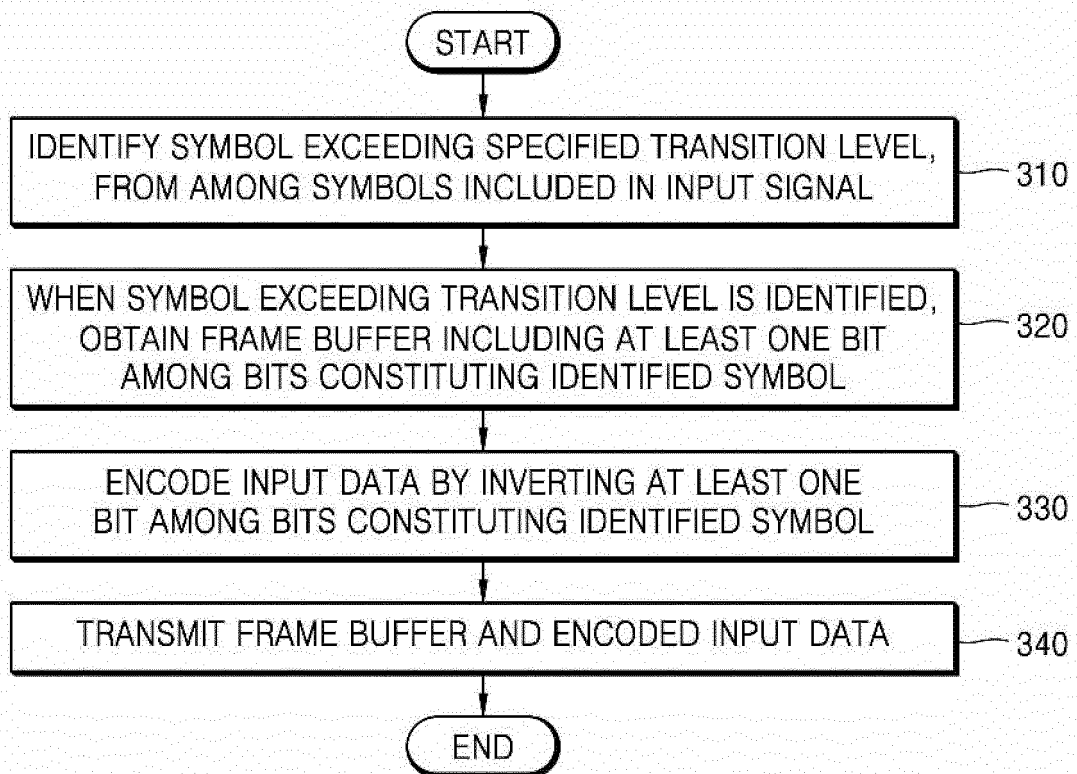 START
IDENTIFY SYMBOL EXCEEDING SPECIFIED TRANSITION LEVEL,
FROM AMONG SYMBOLS INCLUDED IN INPUT SIGNAL
310
WHEN SYMBOL EXCEEDING TRANSITION LEVEL IS IDENTIFIED,
OBTAIN FRAME BUFFER INCLUDING AT LEAST ONE BIT
AMONG BITS CONSTITUTING IDENTIFIED SYMBOL
320
ENCODE INPUT DATA BY INVERTING AT LEAST ONE
BIT AMONG BITS CONSTITUTING IDENTIFIED SYMBOL
330
TRANSMIT FRAME BUFFER AND ENCODED INPUT DATA
340
END